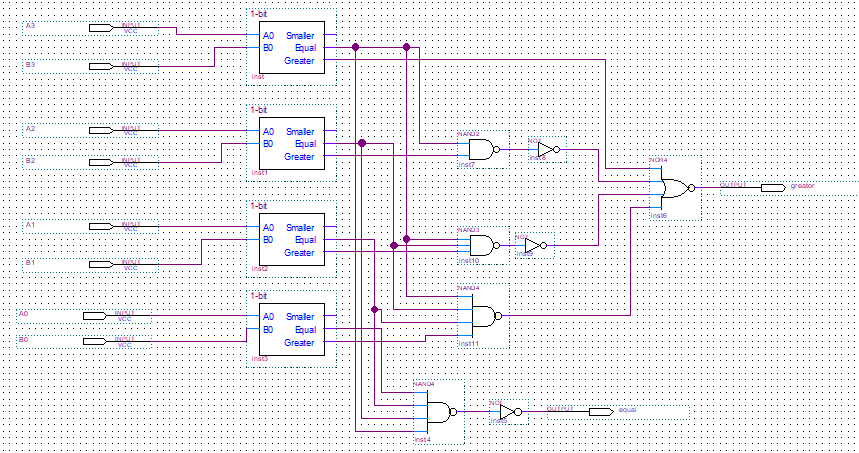 1-bit
A3 INPUT VCC A0 Smaller
B3 INPUT VCC B0 Equal
Greater
inst
1-bit
A2 INPUT VCC A0 Smaller
B2 INPUT VCC B0 Equal
Greater
inst1
NAND2
inst7
NOT
inst8
NOR4
inst6
OUTPUT greator
1-bit
A1 INPUT VCC A0 Smaller
B1 INPUT VCC B0 Equal
Greater
inst2
NAND3
inst10
NOT
inst9
1-bit
A0 INPUT VCC A0 Smaller
B0 INPUT VCC B0 Equal
Greater
inst3
NAND4
inst11
NAND4
inst4
NOT
inst5
OUTPUT equal